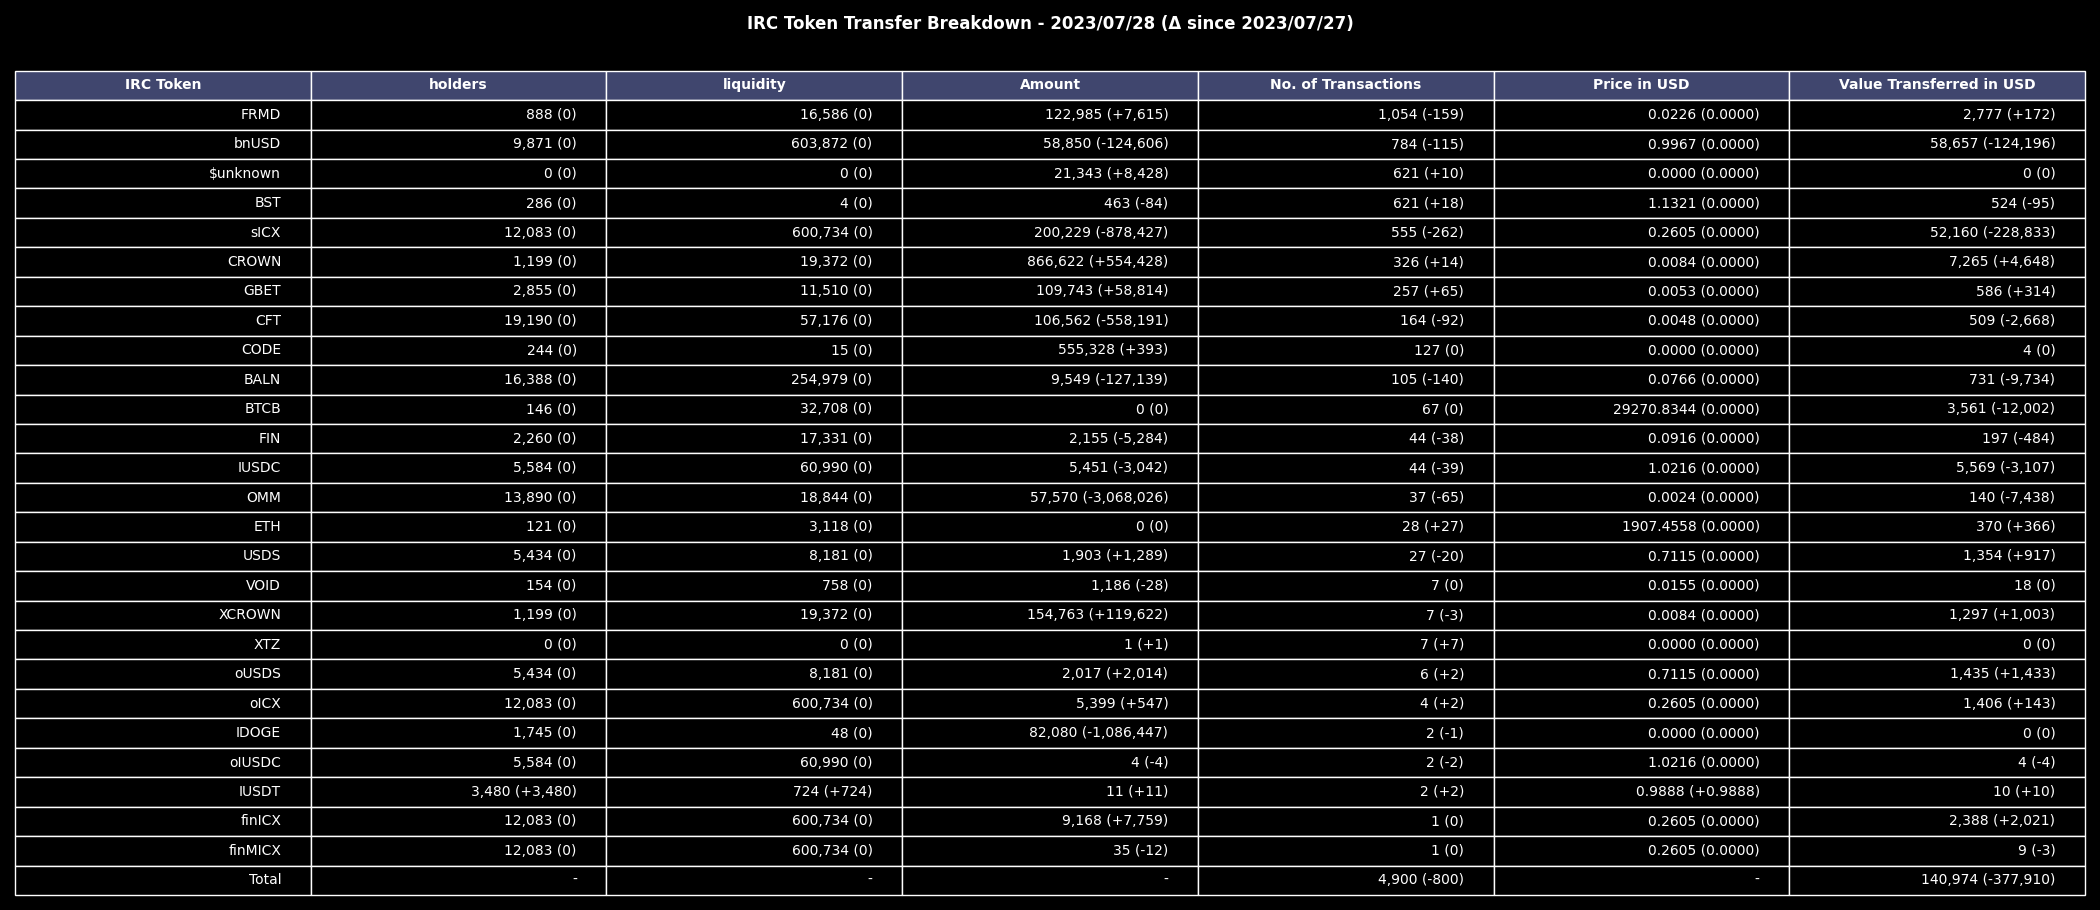 IRC Token Transfer Breakdown - 2023/07/28 (Δ since 2023/07/27)
IRC Token holders liquidity Amount No. of Transactions Price in USD Value Transferred in USD
FRMD 888 (0) 16,586 (0) 122,985 (+7,615) 1,054 (-159) 0.0226 (0.0000) 2,777 (+172)
bnUSD 9,871 (0) 603,872 (0) 58,850 (-124,606) 784 (-115) 0.9967 (0.0000) 58,657 (-124,196)
$unknown 0 (0) 0 (0) 21,343 (+8,428) 621 (+10) 0.0000 (0.0000) 0 (0)
BST 286 (0) 4 (0) 463 (-84) 621 (+18) 1.1321 (0.0000) 524 (-95)
sICX 12,083 (0) 600,734 (0) 200,229 (-878,427) 555 (-262) 0.2605 (0.0000) 52,160 (-228,833)
CROWN 1,199 (0) 19,372 (0) 866,622 (+554,428) 326 (+14) 0.0084 (0.0000) 7,265 (+4,648)
GBET 2,855 (0) 11,510 (0) 109,743 (+58,814) 257 (+65) 0.0053 (0.0000) 586 (+314)
CFT 19,190 (0) 57,176 (0) 106,562 (-558,191) 164 (-92) 0.0048 (0.0000) 509 (-2,668)
CODE 244 (0) 15 (0) 555,328 (+393) 127 (0) 0.0000 (0.0000) 4 (0)
BALN 16,388 (0) 254,979 (0) 9,549 (-127,139) 105 (-140) 0.0766 (0.0000) 731 (-9,734)
BTCB 146 (0) 32,708 (0) 0 (0) 67 (0) 29270.8344 (0.0000) 3,561 (-12,002)
FIN 2,260 (0) 17,331 (0) 2,155 (-5,284) 44 (-38) 0.0916 (0.0000) 197 (-484)
IUSDC 5,584 (0) 60,990 (0) 5,451 (-3,042) 44 (-39) 1.0216 (0.0000) 5,569 (-3,107)
OMM 13,890 (0) 18,844 (0) 57,570 (-3,068,026) 37 (-65) 0.0024 (0.0000) 140 (-7,438)
ETH 121 (0) 3,118 (0) 0 (0) 28 (+27) 1907.4558 (0.0000) 370 (+366)
USDS 5,434 (0) 8,181 (0) 1,903 (+1,289) 27 (-20) 0.7115 (0.0000) 1,354 (+917)
VOID 154 (0) 758 (0) 1,186 (-28) 7 (0) 0.0155 (0.0000) 18 (0)
XCROWN 1,199 (0) 19,372 (0) 154,763 (+119,622) 7 (-3) 0.0084 (0.0000) 1,297 (+1,003)
XTZ 0 (0) 0 (0) 1 (+1) 7 (+7) 0.0000 (0.0000) 0 (0)
oUSDS 5,434 (0) 8,181 (0) 2,017 (+2,014) 6 (+2) 0.7115 (0.0000) 1,435 (+1,433)
oICX 12,083 (0) 600,734 (0) 5,399 (+547) 4 (+2) 0.2605 (0.0000) 1,406 (+143)
IDOGE 1,745 (0) 48 (0) 82,080 (-1,086,447) 2 (-1) 0.0000 (0.0000) 0 (0)
oIUSDC 5,584 (0) 60,990 (0) 4 (-4) 2 (-2) 1.0216 (0.0000) 4 (-4)
IUSDT 3,480 (+3,480) 724 (+724) 11 (+11) 2 (+2) 0.9888 (+0.9888) 10 (+10)
finICX 12,083 (0) 600,734 (0) 9,168 (+7,759) 1 (0) 0.2605 (0.0000) 2,388 (+2,021)
finMICX 12,083 (0) 600,734 (0) 35 (-12) 1 (0) 0.2605 (0.0000) 9 (-3)
Total - - - 4,900 (-800) - 140,974 (-377,910)